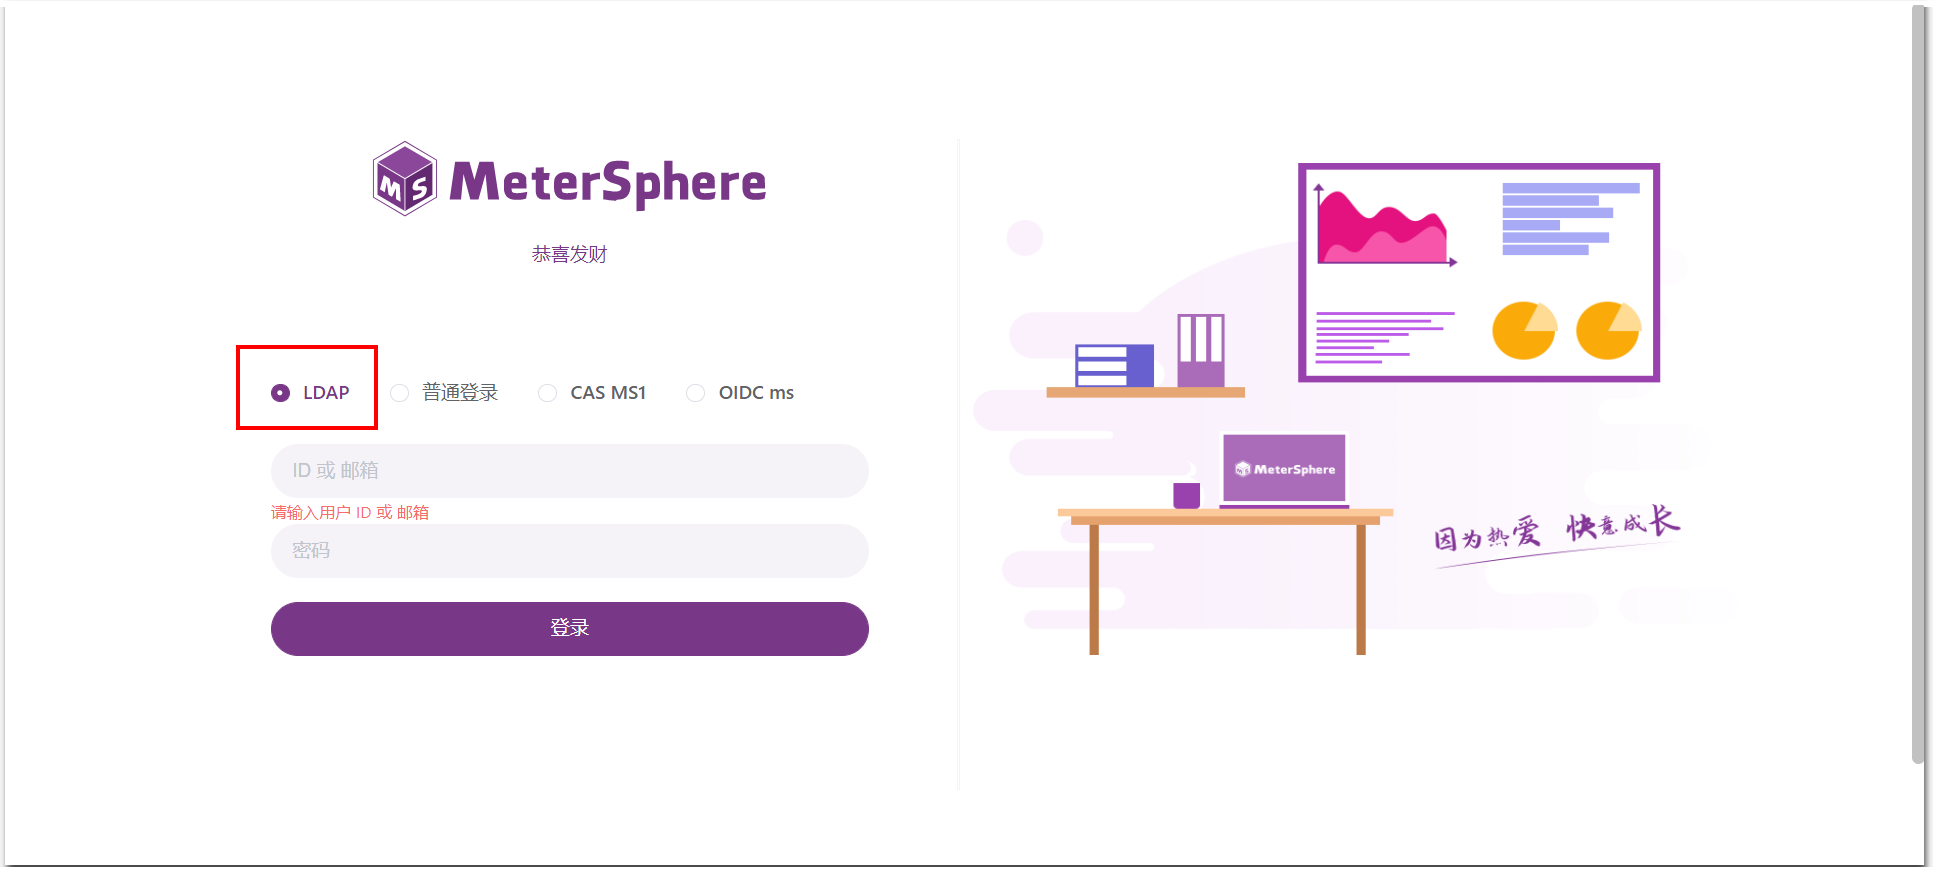 MS MeterSphere
恭喜发财
LDAP 普通登录 CAS MS1 OIDC ms
ID 或 邮箱
请输入用户 ID 或 邮箱
密码
登录
MeterSphere
因为热爱 快意成长